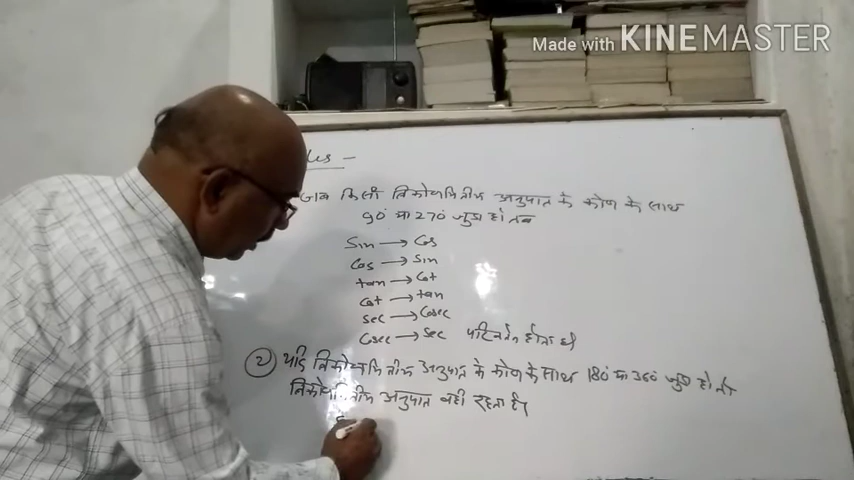 Made with KINEMASTER
जब किसी त्रिकोणमितीय अनुपात के कोण के साथ
90° या 270° जुड़ा हो तब
Sin → Cos
Cos → Sin
tan → Cot
Cot → tan
Sec → Cosec
Cosec → Sec परिवर्तन होता है
(2) यदि त्रिकोणमितीय अनुपात के कोण के साथ 180° या 360° जुड़ा हो तो
त्रिकोणमितीय अनुपात वही रहता है।